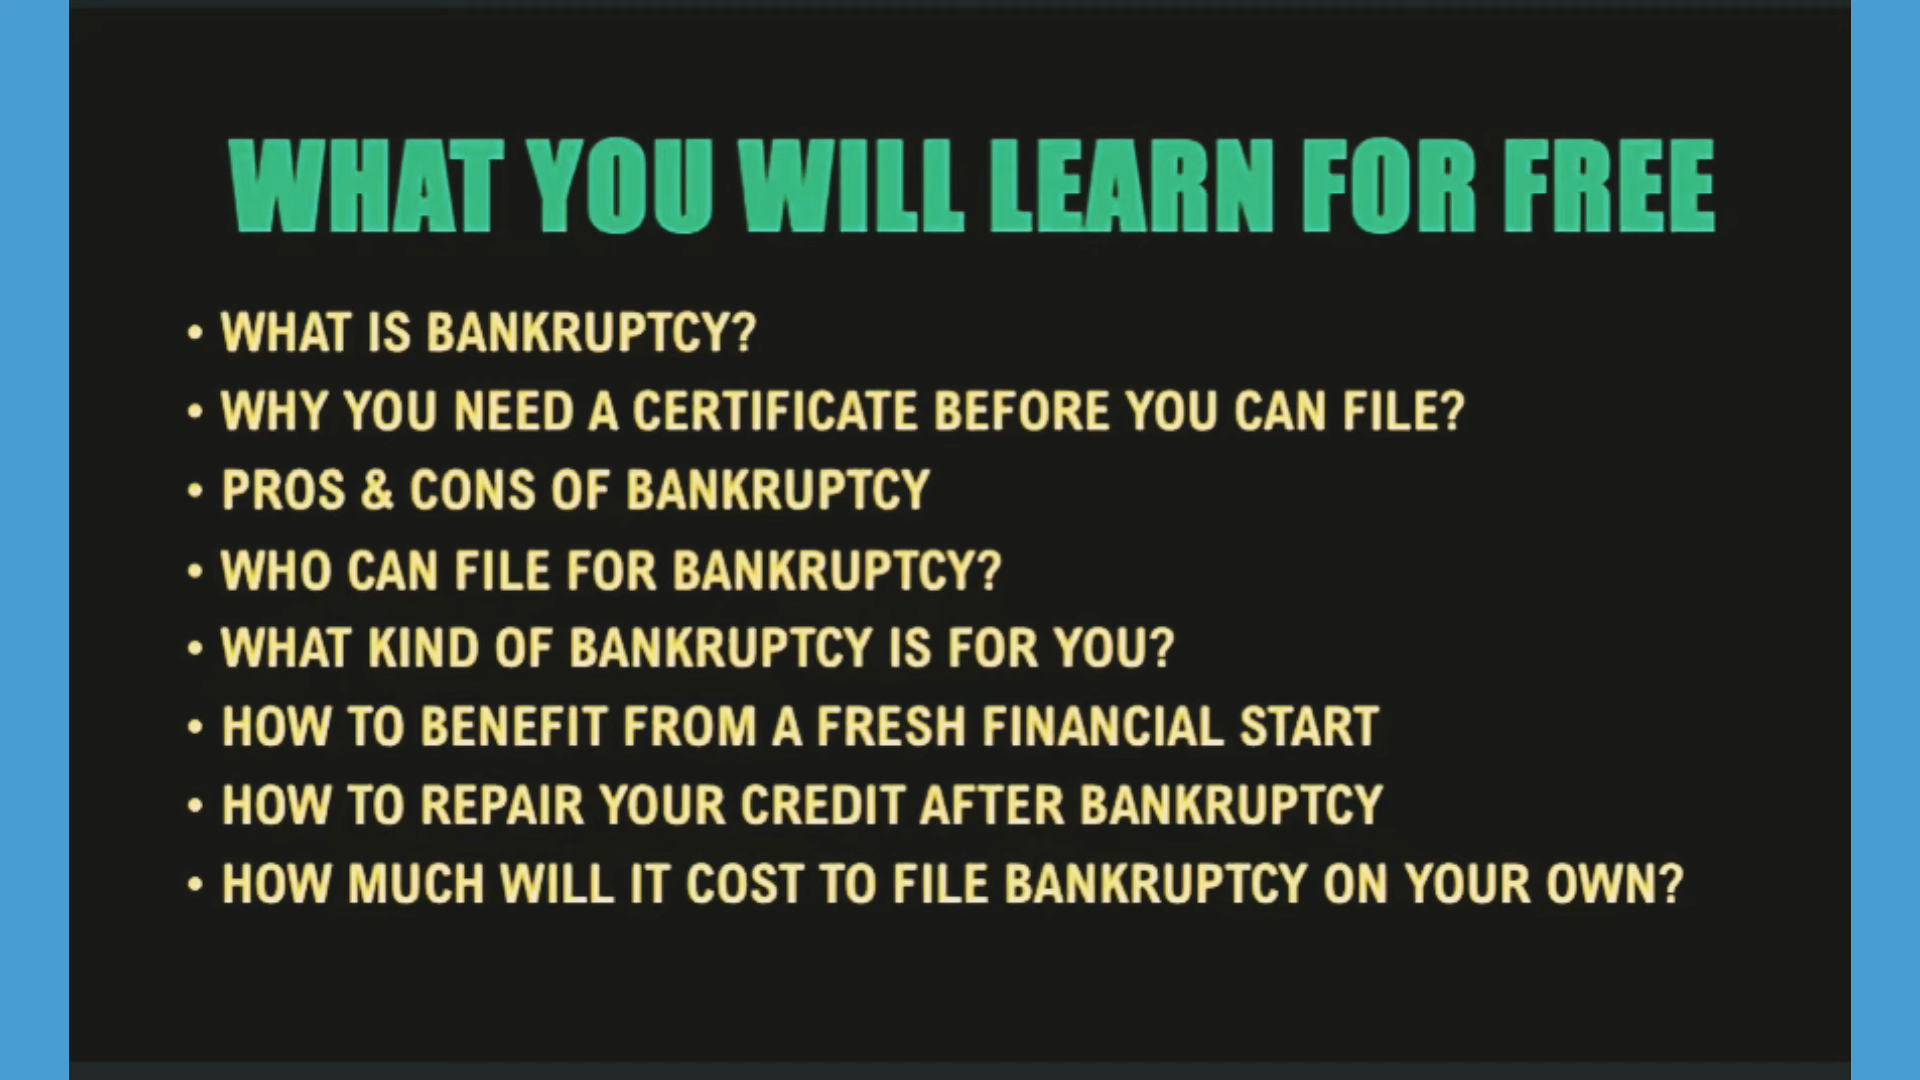 WHAT YOU WILL LEARN FOR FREE
• WHAT IS BANKRUPTCY?
• WHY YOU NEED A CERTIFICATE BEFORE YOU CAN FILE?
• PROS & CONS OF BANKRUPTCY
• WHO CAN FILE FOR BANKRUPTCY?
• WHAT KIND OF BANKRUPTCY IS FOR YOU?
• HOW TO BENEFIT FROM A FRESH FINANCIAL START
• HOW TO REPAIR YOUR CREDIT AFTER BANKRUPTCY
• HOW MUCH WILL IT COST TO FILE BANKRUPTCY ON YOUR OWN?